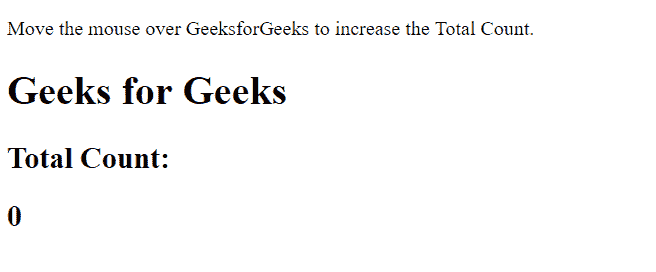 Move the mouse over GeeksforGeeks to increase the Total Count.
Geeks for Geeks
Total Count:
0